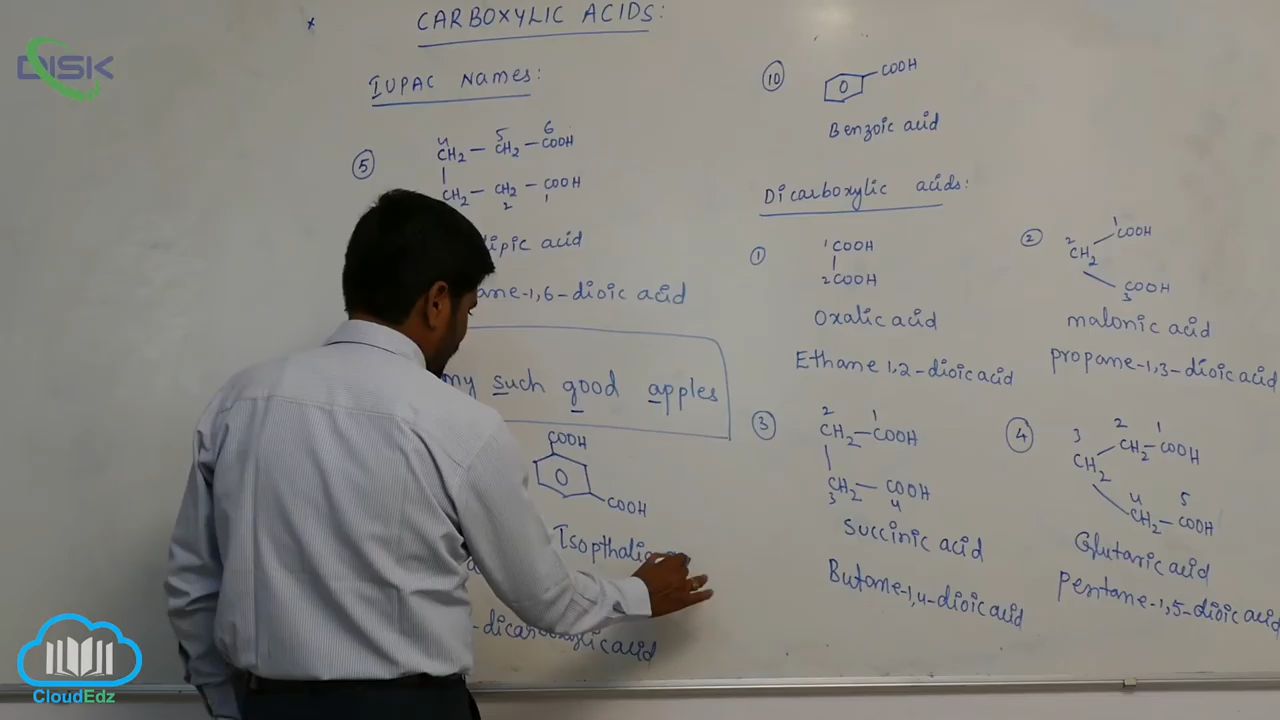 CARBOXYLIC ACIDS:
DISK
IUPAC Names:
⑤
4 5 6
CH2 — CH2 — COOH
CH2 — CH2 — COOH
2 1
ipic acid
ane-1,6-dioic acid
my such good apples
COOH
COOH
Isopthali
-dicarboxylic acid
⑩
COOH
Benzoic acid
Dicarboxylic acids:
①
1 COOH
2 COOH
Oxalic acid
Ethane 1,2-dioic acid
②
1
2 COOH
CH2
COOH
3
malonic acid
propane-1,3-dioic acid
③
2 1
CH2 — COOH
CH2 — COOH
3 4
Succinic acid
Butane-1,4-dioic acid
④
3 2 1
CH2 — COOH
CH2
4 5
CH2 — COOH
Glutaric acid
Pentane-1,5-dioic acid
CloudEdz